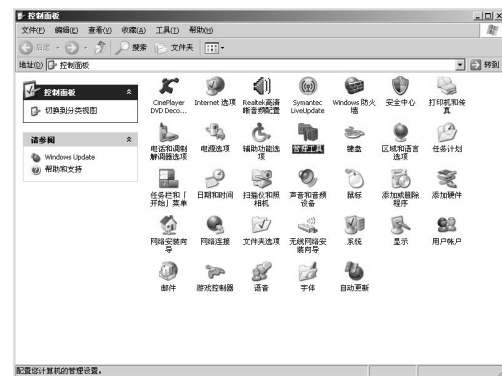 控制面板
文件(F) 编辑(E) 查看(V) 收藏(A) 工具(T) 帮助(H)
后退 搜索 文件夹
地址(D) 控制面板 转到
控制面板
切换到分类视图
请参阅
Windows Update
帮助和支持
CinePlayer DVD Deco...
Internet 选项
Realtek高清晰音频配置
Symantec LiveUpdate
Windows 防火墙
安全中心
打印机和传真
电话和调制解调器选项
电源选项
辅助功能选项
管理工具
键盘
区域和语言选项
任务计划
任务栏和「开始」菜单
日期和时间
扫描仪和照相机
声音和音频设备
鼠标
添加或删除程序
添加硬件
网络安装向导
网络连接
文件夹选项
无线网络安装向导
系统
显示
用户帐户
邮件
游戏控制器
语音
字体
自动更新
配置您计算机的管理设置。